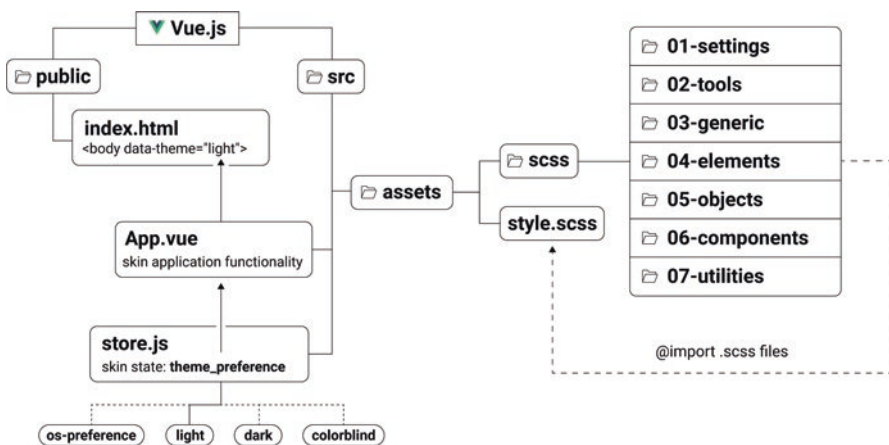 Vue.js
public
src
index.html
<body data-theme="light">
App.vue
skin application functionality
store.js
skin state: theme_preference
os-preference
light
dark
colorblind
assets
scss
style.scss
01-settings
02-tools
03-generic
04-elements
05-objects
06-components
07-utilities
@import .scss files